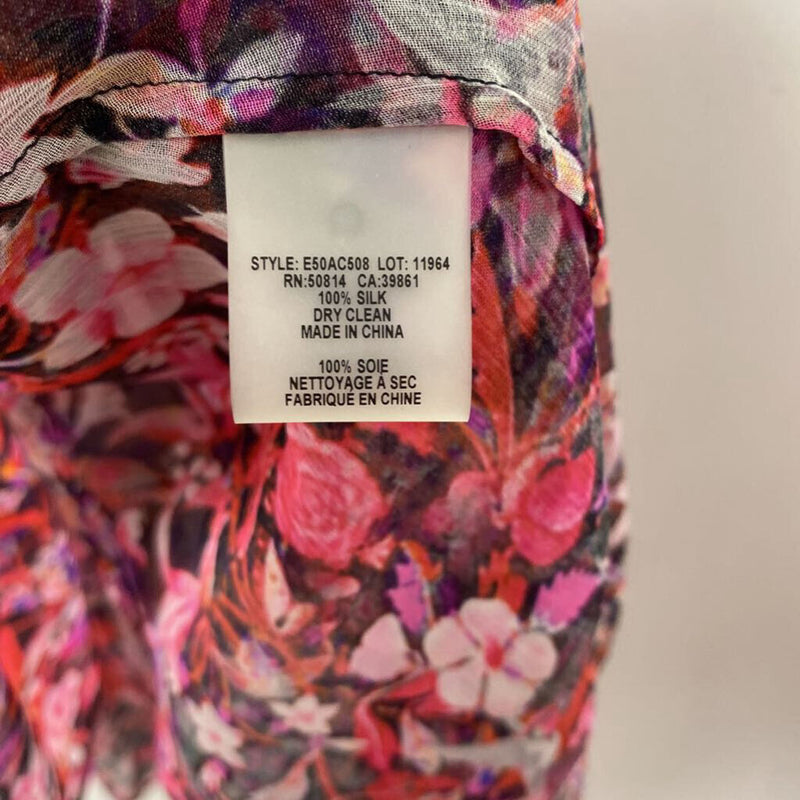 STYLE: E50AC508 LOT: 11964
RN:50814 CA:39861
100% SILK
DRY CLEAN
MADE IN CHINA
100% SOIE
NETTOYAGE À SEC
FABRIQUÉ EN CHINE